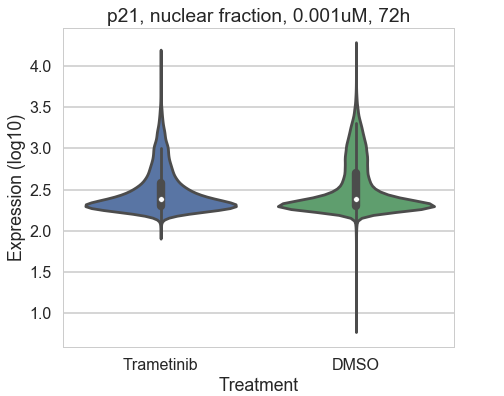 p21, nuclear fraction, 0.001uM, 72h
Expression (log10)
4.0
3.5
3.0
2.5
2.0
1.5
1.0
Trametinib DMSO
Treatment